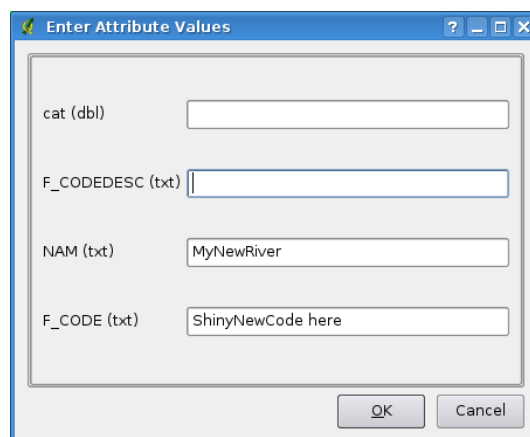 Enter Attribute Values
cat (dbl)
F_CODEDESC (txt)
NAM (txt) MyNewRiver
F_CODE (txt) ShinyNewCode here
OK Cancel